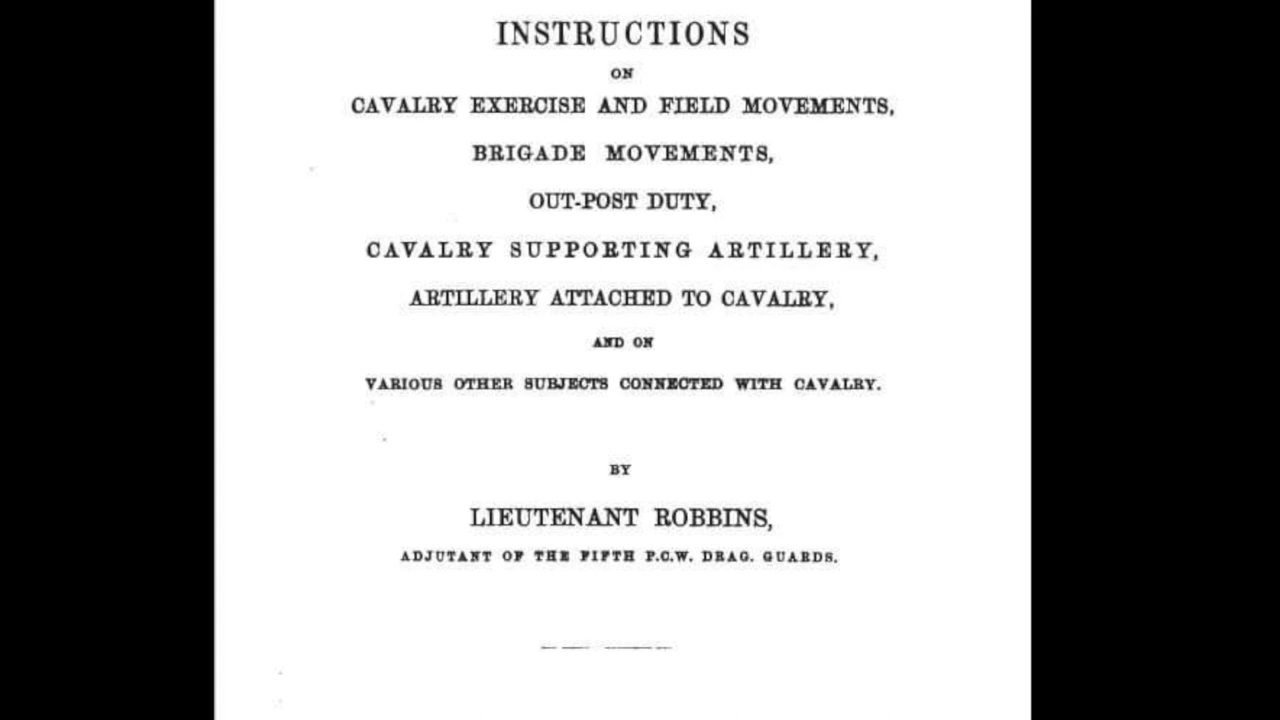 INSTRUCTIONS
ON
CAVALRY EXERCISE AND FIELD MOVEMENTS,
BRIGADE MOVEMENTS,
OUT-POST DUTY,
CAVALRY SUPPORTING ARTILLERY,
ARTILLERY ATTACHED TO CAVALRY,
AND ON
VARIOUS OTHER SUBJECTS CONNECTED WITH CAVALRY.
BY
LIEUTENANT ROBBINS,
ADJUTANT OF THE FIFTH P.C.W. DRAG. GUARDS.